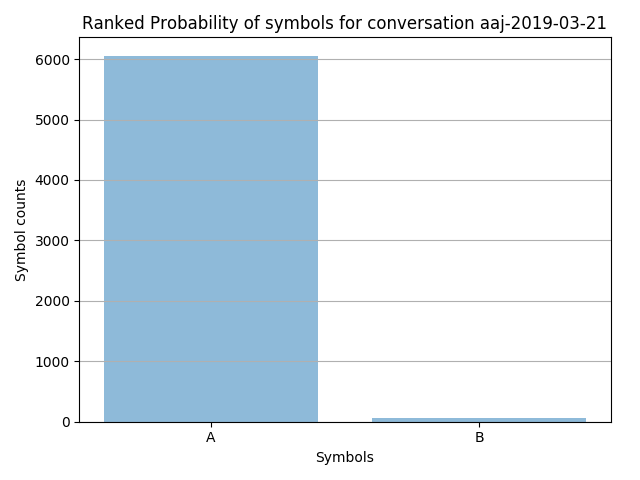 Ranked Probability of symbols for conversation aaj-2019-03-21
Symbol counts
6000
5000
4000
3000
2000
1000
0
A B
Symbols